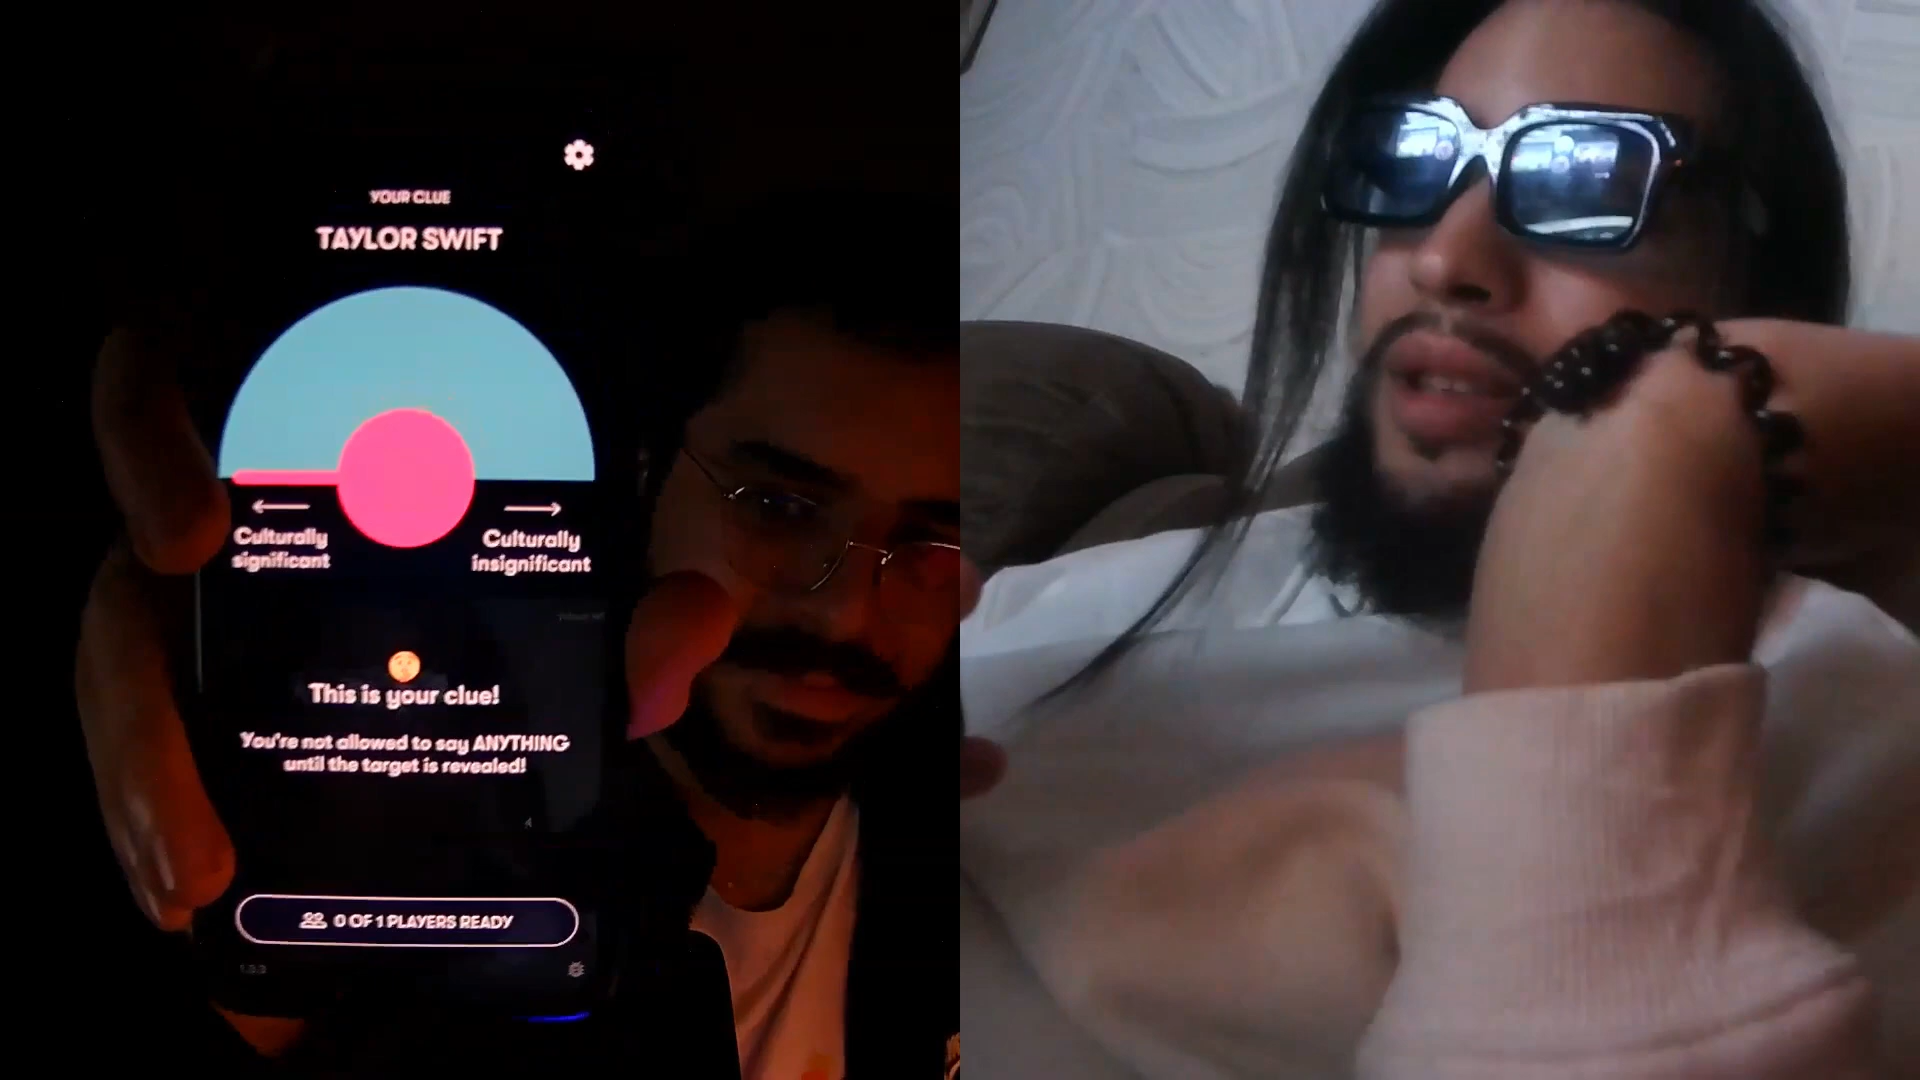 YOUR CLUE
TAYLOR SWIFT
Culturally
significant
Culturally
insignificant
This is your clue!
You're not allowed to say ANYTHING
until the target is revealed!
0 OF 1 PLAYERS READY